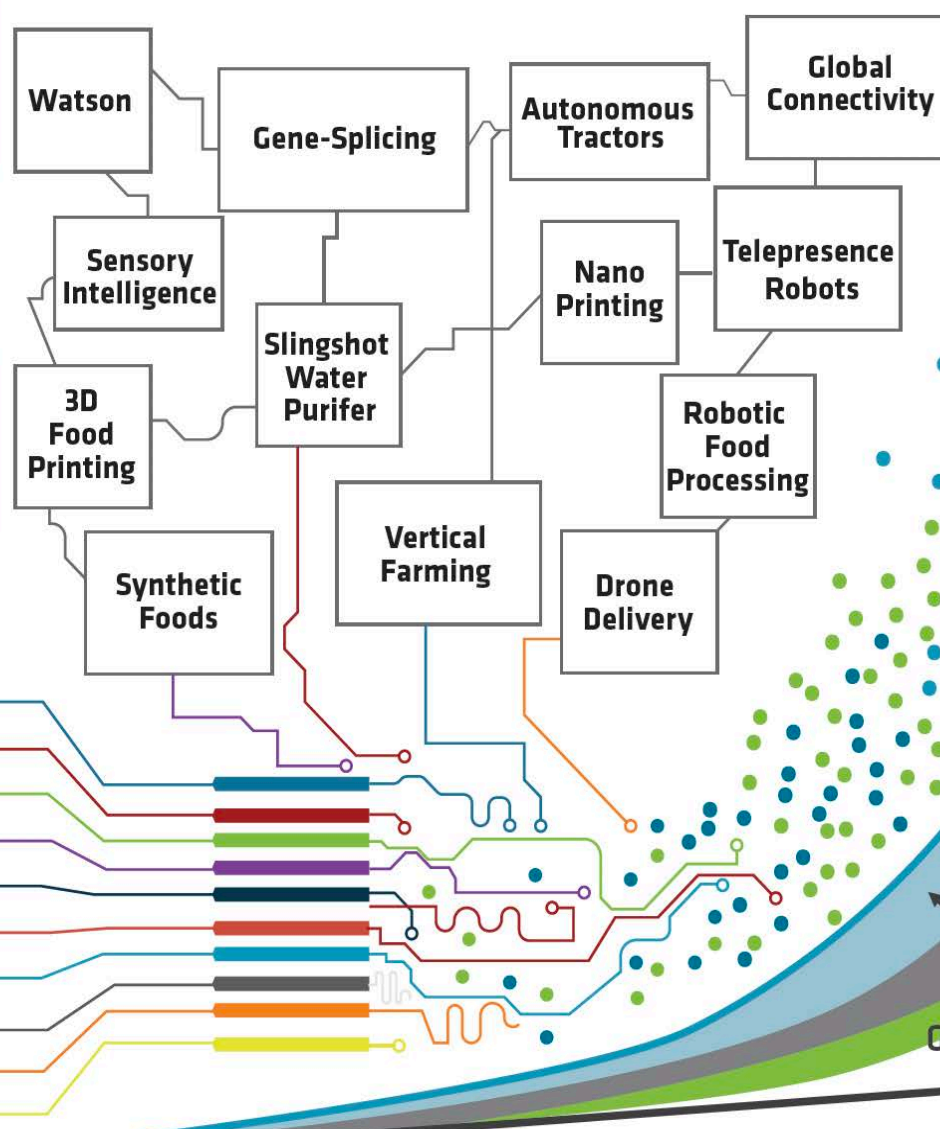 Watson
Gene-Splicing
Autonomous
Tractors
Global
Connectivity
Sensory
Intelligence
Nano
Printing
Telepresence
Robots
Slingshot
Water
Purifer
3D
Food
Printing
Robotic
Food
Processing
Vertical
Farming
Synthetic
Foods
Drone
Delivery